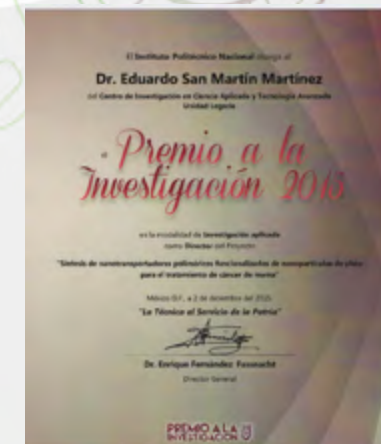 El Instituto Politécnico Nacional otorga al
Dr. Eduardo San Martín Martínez
del Centro de Investigación en Ciencia Aplicada y Tecnología Avanzada
Unidad Legaria
el Premio a la
Investigación 2015
en la modalidad de Investigación aplicada
como Director del Proyecto
"Síntesis de nanotransportadores poliméricos funcionalizados de nanopartículas de
para el tratamiento de cáncer de mama"
México D.F., a 2 de diciembre del 2015
"La Técnica al Servicio de la Patria"
Dr. Enrique Fernández Fassnacht
Director General
PREMIO A LA
INVESTIGACIÓN